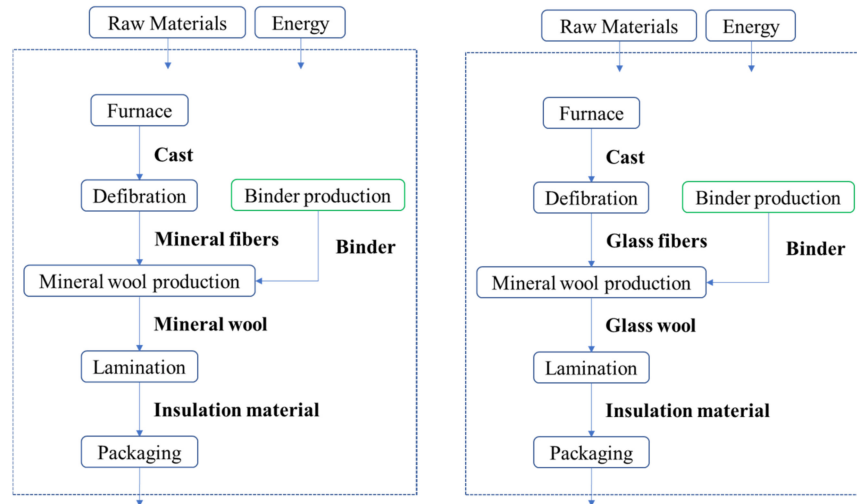 Raw Materials
Energy
Furnace
Cast
Defibration
Binder production
Mineral fibers
Binder
Mineral wool production
Mineral wool
Lamination
Insulation material
Packaging
Raw Materials
Energy
Furnace
Cast
Defibration
Binder production
Glass fibers
Binder
Mineral wool production
Glass wool
Lamination
Insulation material
Packaging